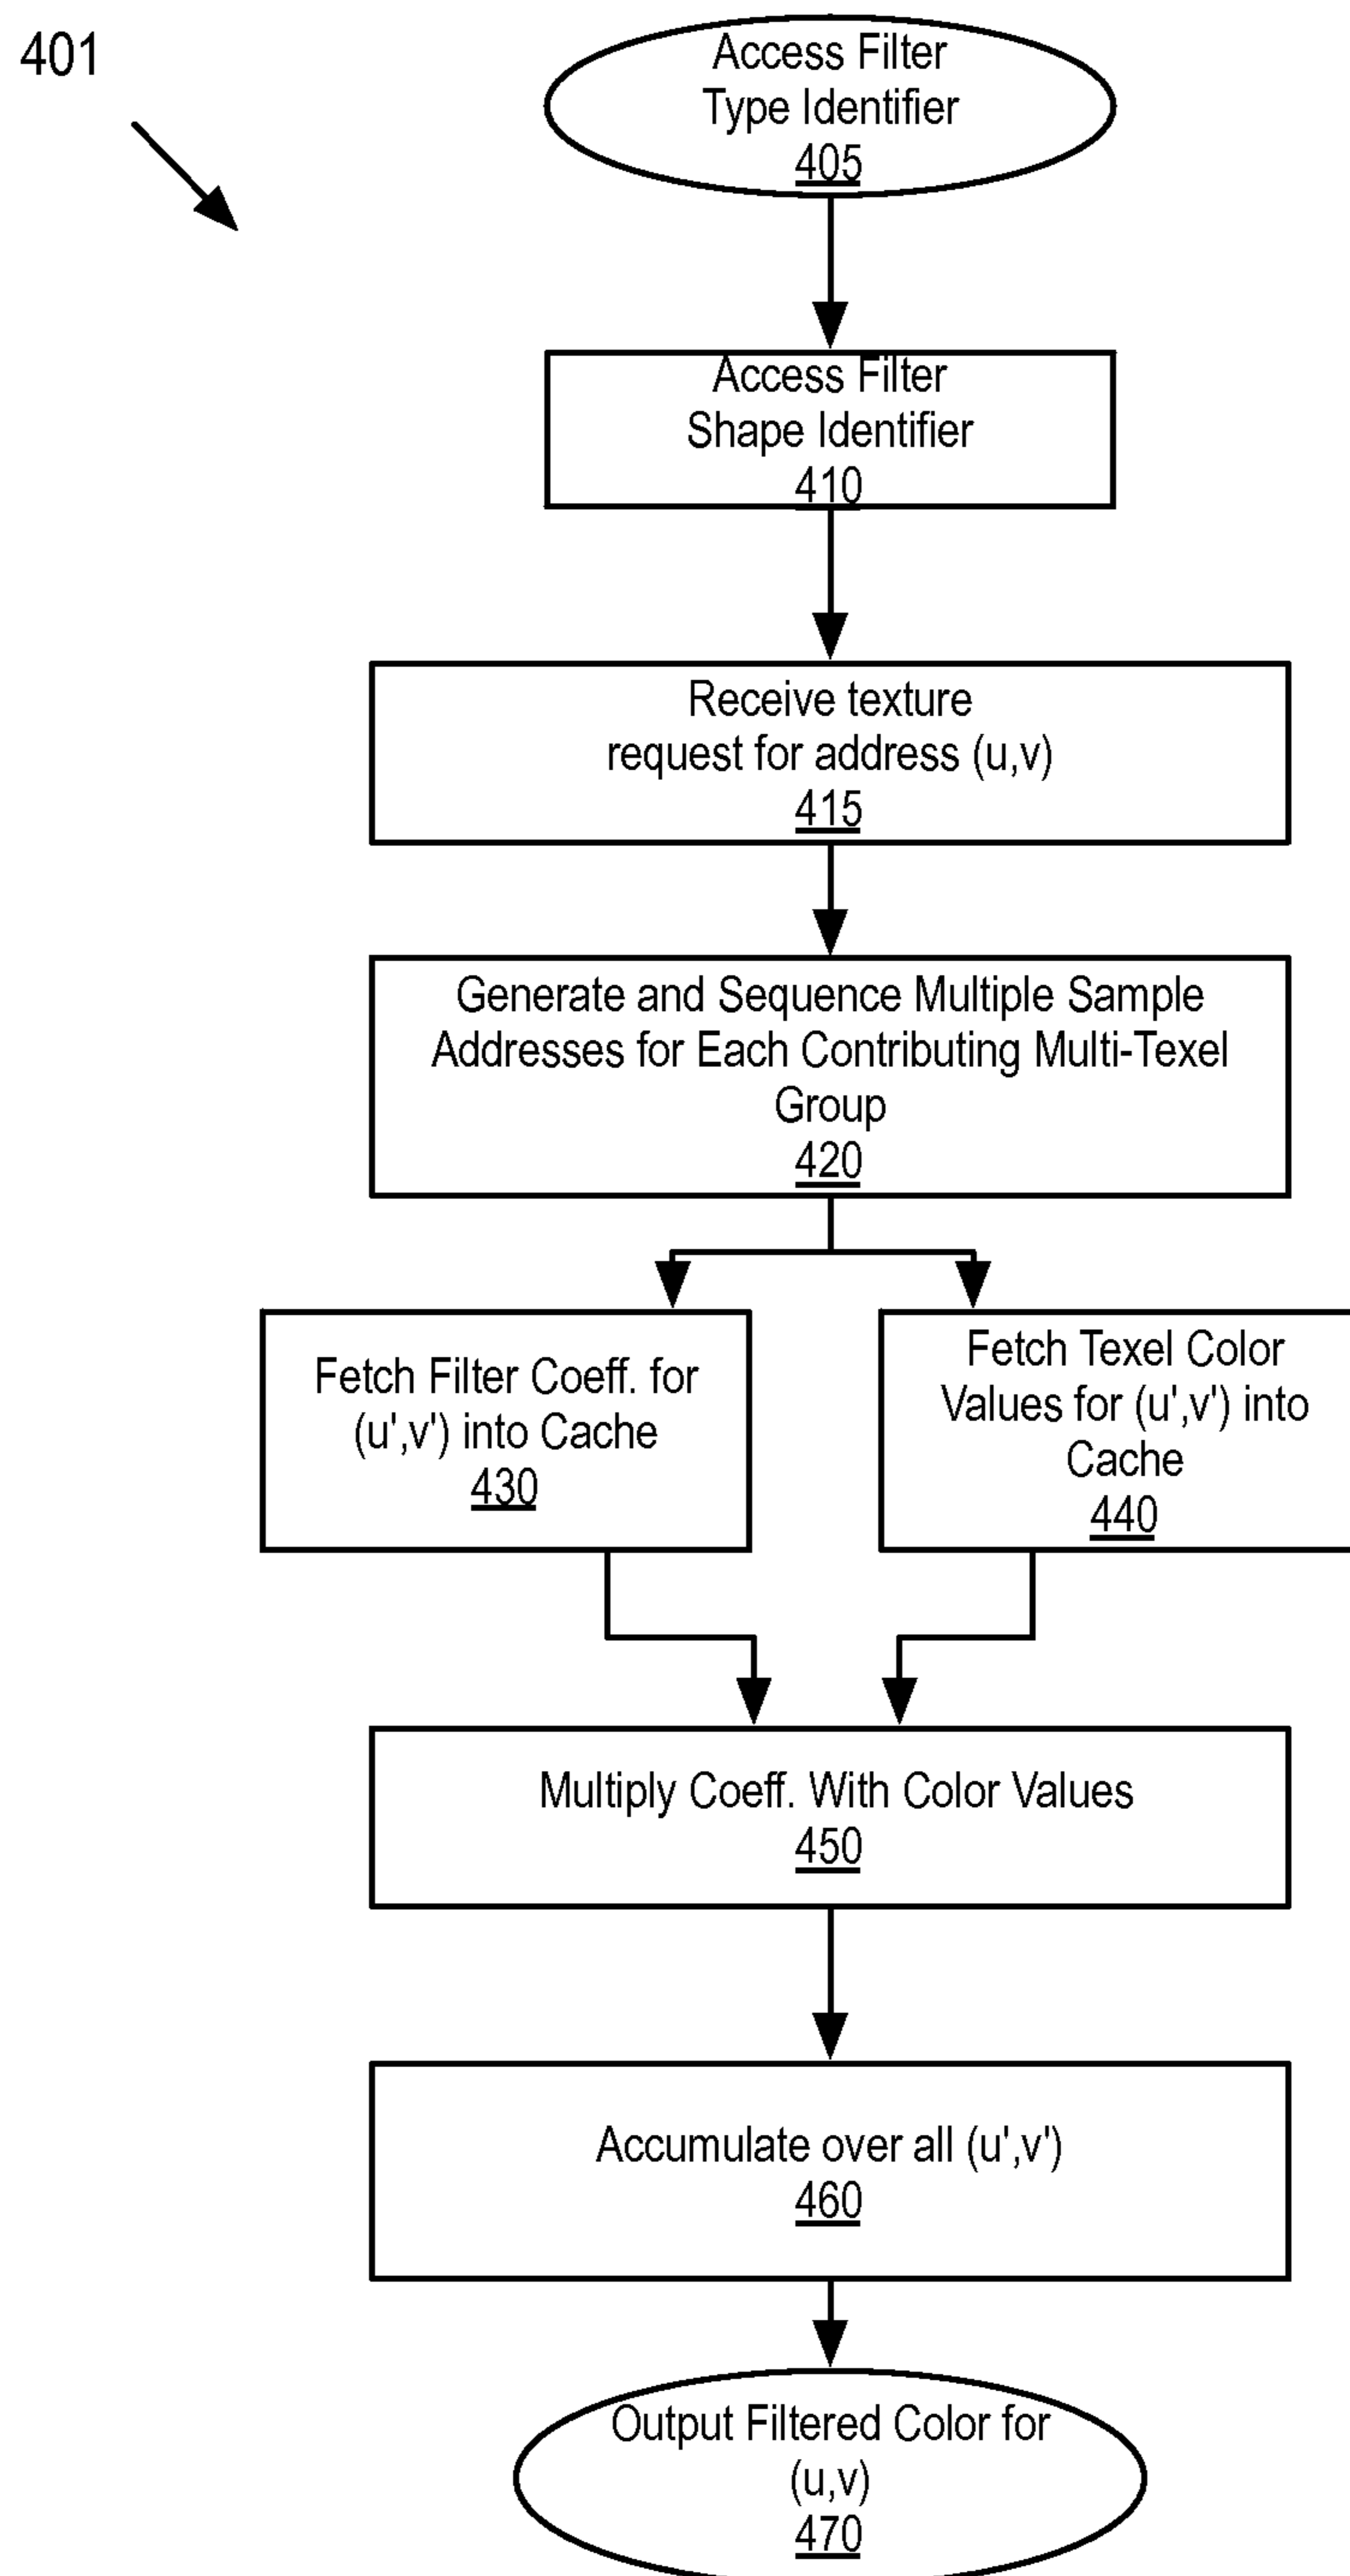 401
Access Filter
Type Identifier
405
Access Filter
Shape Identifier
410
Receive texture
request for address (u,v)
415
Generate and Sequence Multiple Sample
Addresses for Each Contributing Multi-Texel
Group
420
Fetch Filter Coeff. for
(u',v') into Cache
430
Fetch Texel Color
Values for (u',v') into
Cache
440
Multiply Coeff. With Color Values
450
Accumulate over all (u',v')
460
Output Filtered Color for
(u,v)
470